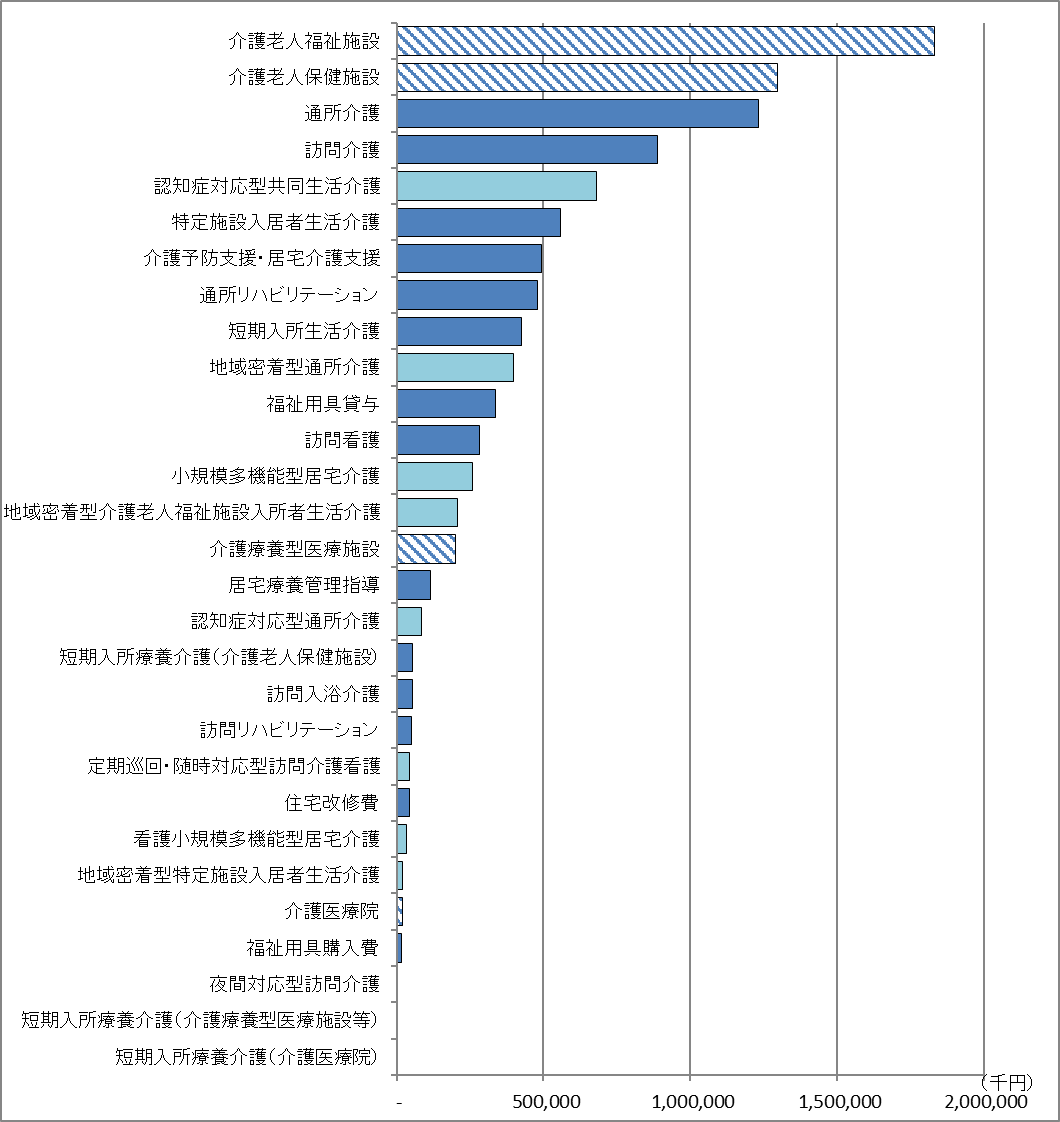 介護老人福祉施設
介護老人保健施設
通所介護
訪問介護
認知症対応型共同生活介護
特定施設入居者生活介護
介護予防支援・居宅介護支援
通所リハビリテーション
短期入所生活介護
地域密着型通所介護
福祉用具貸与
訪問看護
小規模多機能型居宅介護
地域密着型介護老人福祉施設入所者生活介護
介護療養型医療施設
居宅療養管理指導
認知症対応型通所介護
短期入所療養介護（介護老人保健施設）
訪問入浴介護
訪問リハビリテーション
定期巡回・随時対応型訪問介護看護
住宅改修費
看護小規模多機能型居宅介護
地域密着型特定施設入居者生活介護
介護医療院
福祉用具購入費
夜間対応型訪問介護
短期入所療養介護（介護療養型医療施設等）
短期入所療養介護（介護医療院）
（千円）
- 500,000 1,000,000 1,500,000 2,000,000